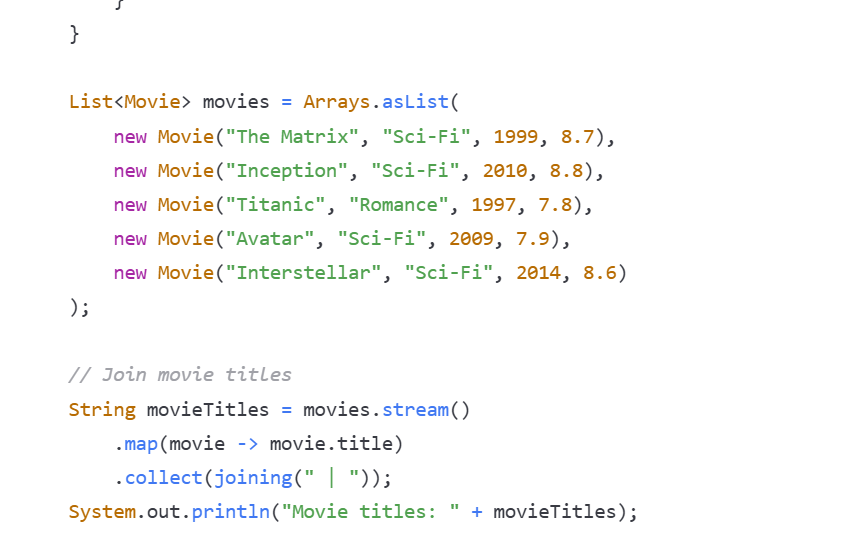 }
}
List<Movie> movies = Arrays.asList(
    new Movie("The Matrix", "Sci-Fi", 1999, 8.7),
    new Movie("Inception", "Sci-Fi", 2010, 8.8),
    new Movie("Titanic", "Romance", 1997, 7.8),
    new Movie("Avatar", "Sci-Fi", 2009, 7.9),
    new Movie("Interstellar", "Sci-Fi", 2014, 8.6)
);
// Join movie titles
String movieTitles = movies.stream()
    .map(movie -> movie.title)
    .collect(joining(" | "));
System.out.println("Movie titles: " + movieTitles);